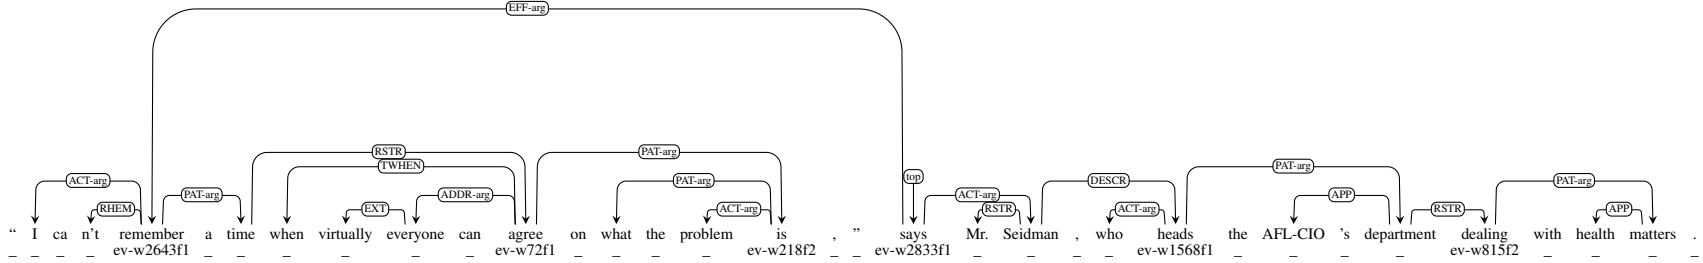 EFF-arg
RSTR PAT-arg
TWHEN PAT-arg
top
ACT-arg PAT-arg ADDR-arg PAT-arg ACT-arg DESCR APP PAT-arg
RHEM EXT ACT-arg RSTR ACT-arg RSTR APP
“ I ca n't remember a time when virtually everyone can agree on what the problem is , ” says Mr. Seidman , who heads the AFL-CIO 's department dealing with health matters .
_ _ _ _ ev-w2643f1 _ _ _ _ _ _ ev-w72f1 _ _ _ _ ev-w218f2 _ _ ev-w2833f1 _ _ _ _ ev-w1568f1 _ _ _ _ ev-w815f2 _ _ _ _